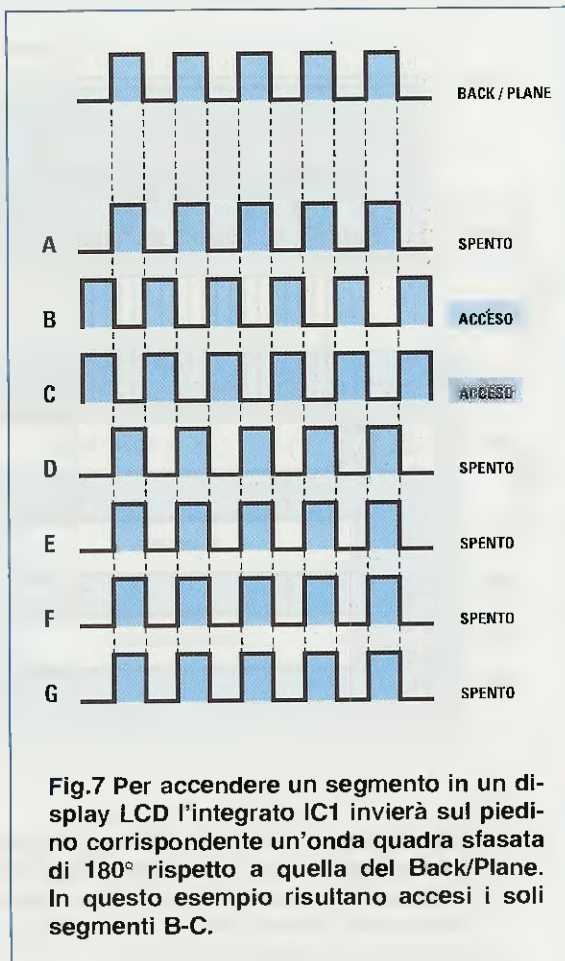 BACK / PLANE
A SPENTO
B ACCESO
C ACCESO
D SPENTO
E SPENTO
F SPENTO
G SPENTO
Fig.7 Per accendere un segmento in un di-
splay LCD l'integrato IC1 invierà sul piedi-
no corrispondente un'onda quadra sfasata
di 180° rispetto a quella del Back/Plane.
In questo esempio risultano accesi i soli
segmenti B-C.